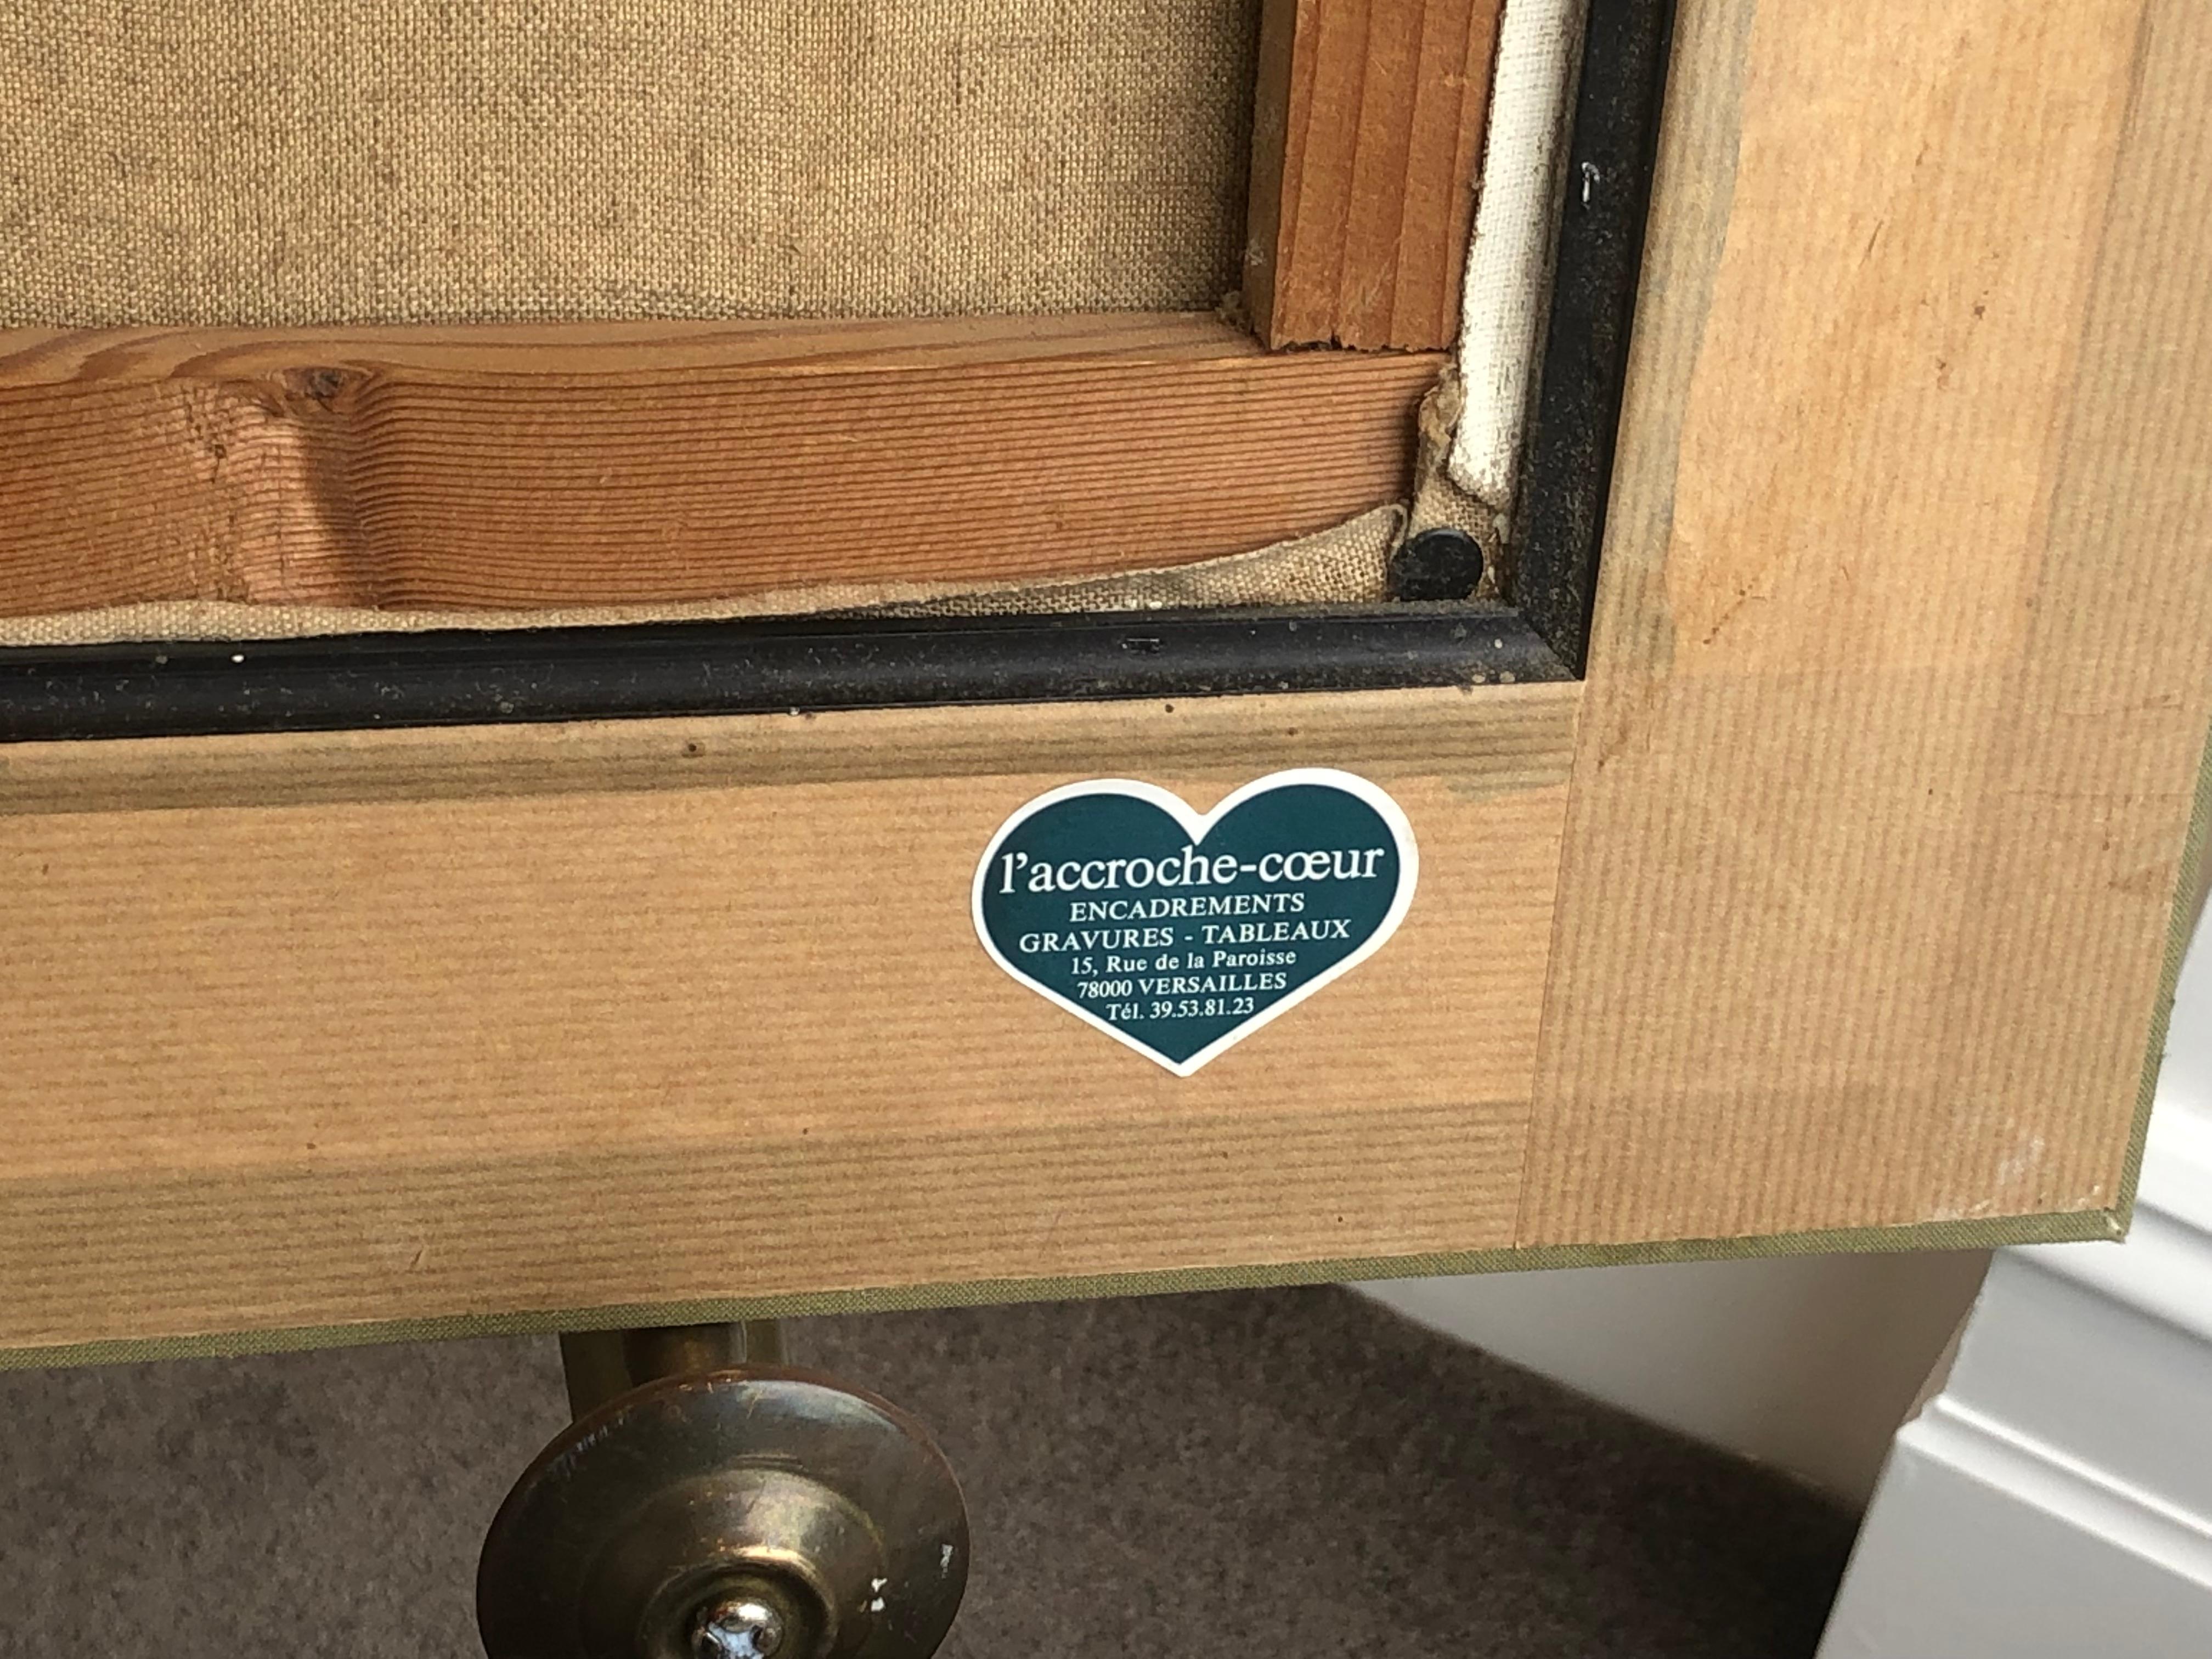 l'accroche-cœur
ENCADREMENTS
GRAVURES - TABLEAUX
15, Rue de la Paroisse
78000 VERSAILLES
Tél. 39.53.81.23